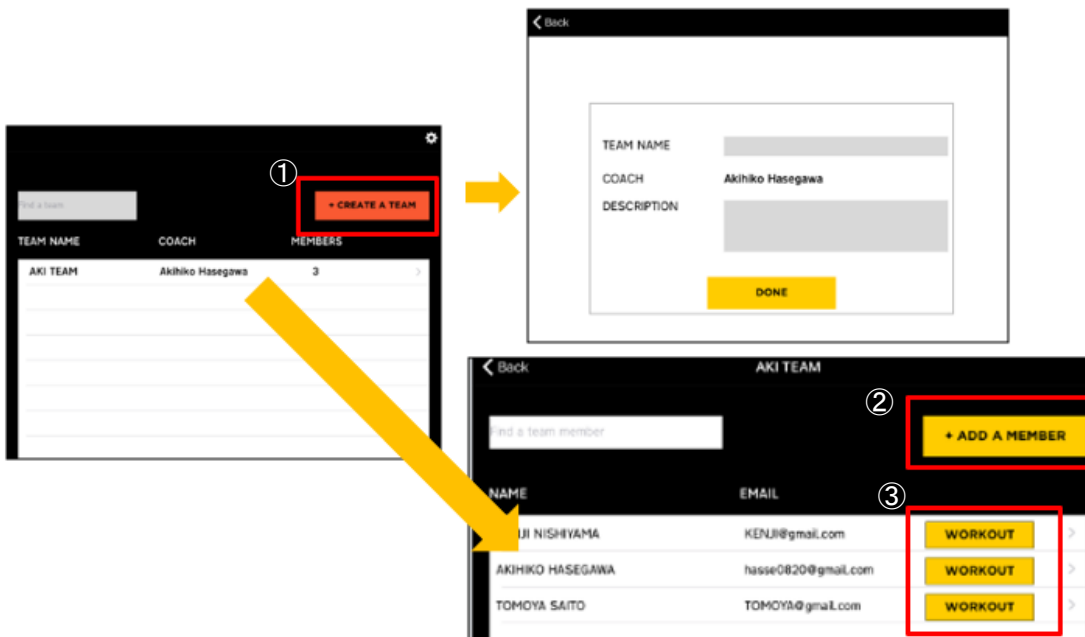 Back
TEAM NAME
COACH Akihiko Hasegawa
DESCRIPTION
DONE
①
Find a team
+ CREATE A TEAM
TEAM NAME COACH MEMBERS
AKI TEAM Akihiko Hasegawa 3
Back AKI TEAM
②
Find a team member
+ ADD A MEMBER
NAME EMAIL
③
JI NISHIYAMA KENJI@gmail.com WORKOUT
AKIHIKO HASEGAWA hasse0820@gmail.com WORKOUT
TOMOYA SAITO TOMOYA@gmail.com WORKOUT